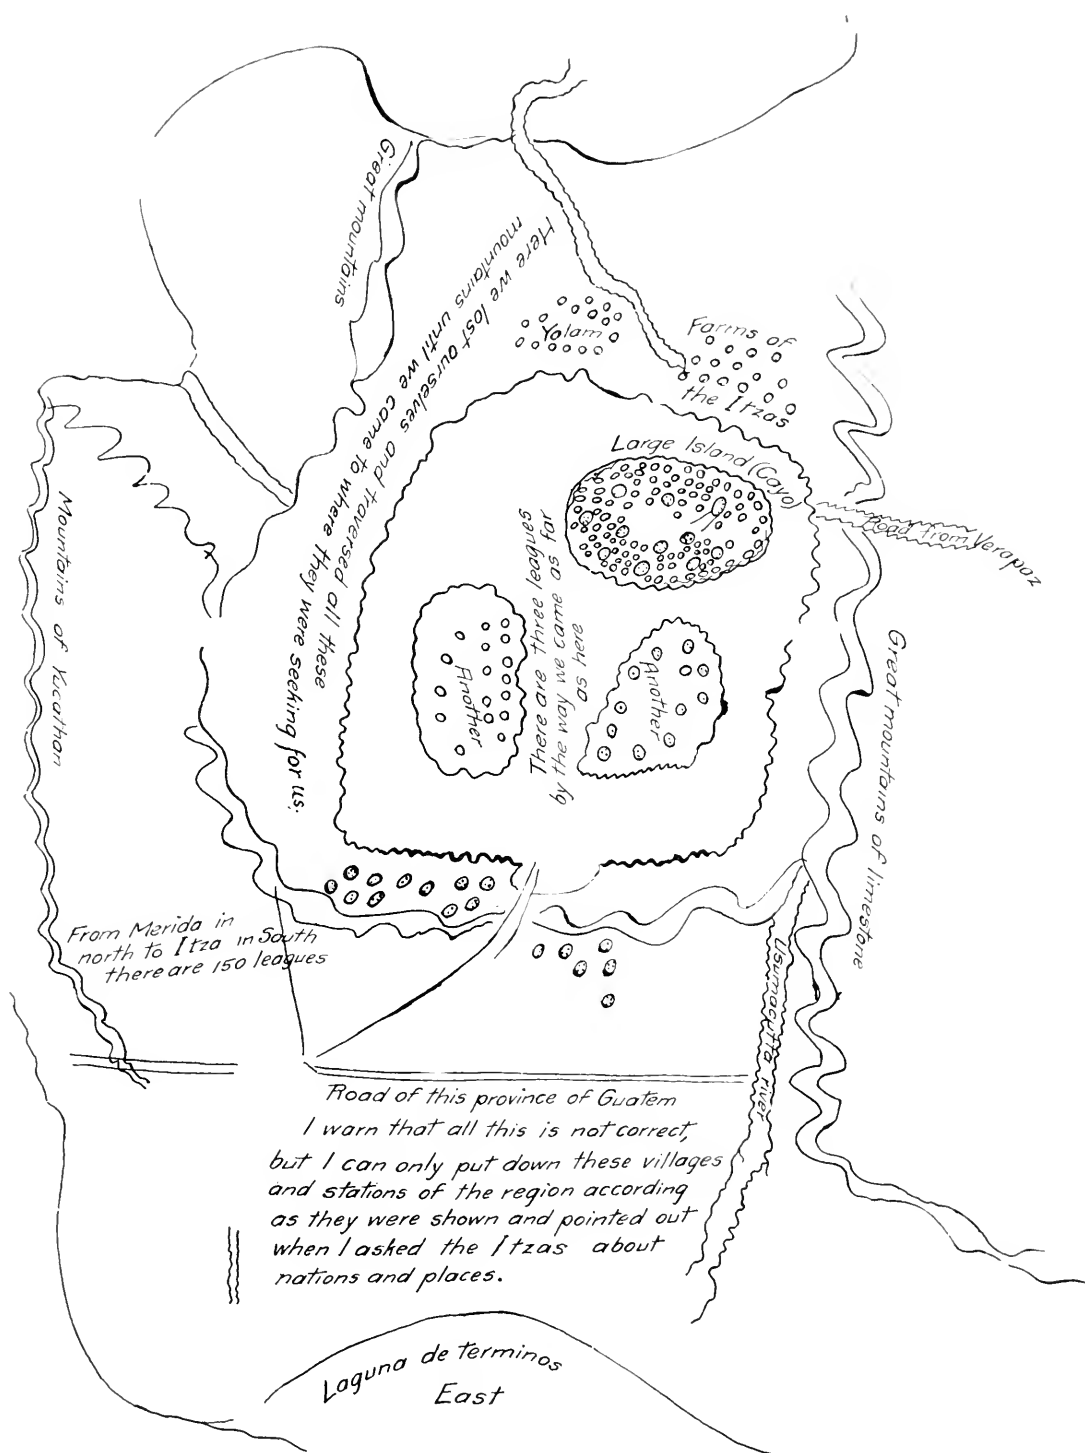 Great mountains
Here we lost ourselves and traversed all these
mountains until we came to where they were seeking for us.
Yolam
Farms of
the Itzas
Large Island (Cayo)
Road from Verapaz
Mountains of Yucathan
There are three leagues
by the way we came as far
as here
Another
Another
Great mountains of limestone
From Merida in
north to Itza in South
there are 150 leagues
Usumacintta river
Road of this province of Guatem
I warn that all this is not correct,
but I can only put down these villages
and stations of the region according
as they were shown and pointed out
when I asked the Itzas about
nations and places.
Laguna de terminos
East